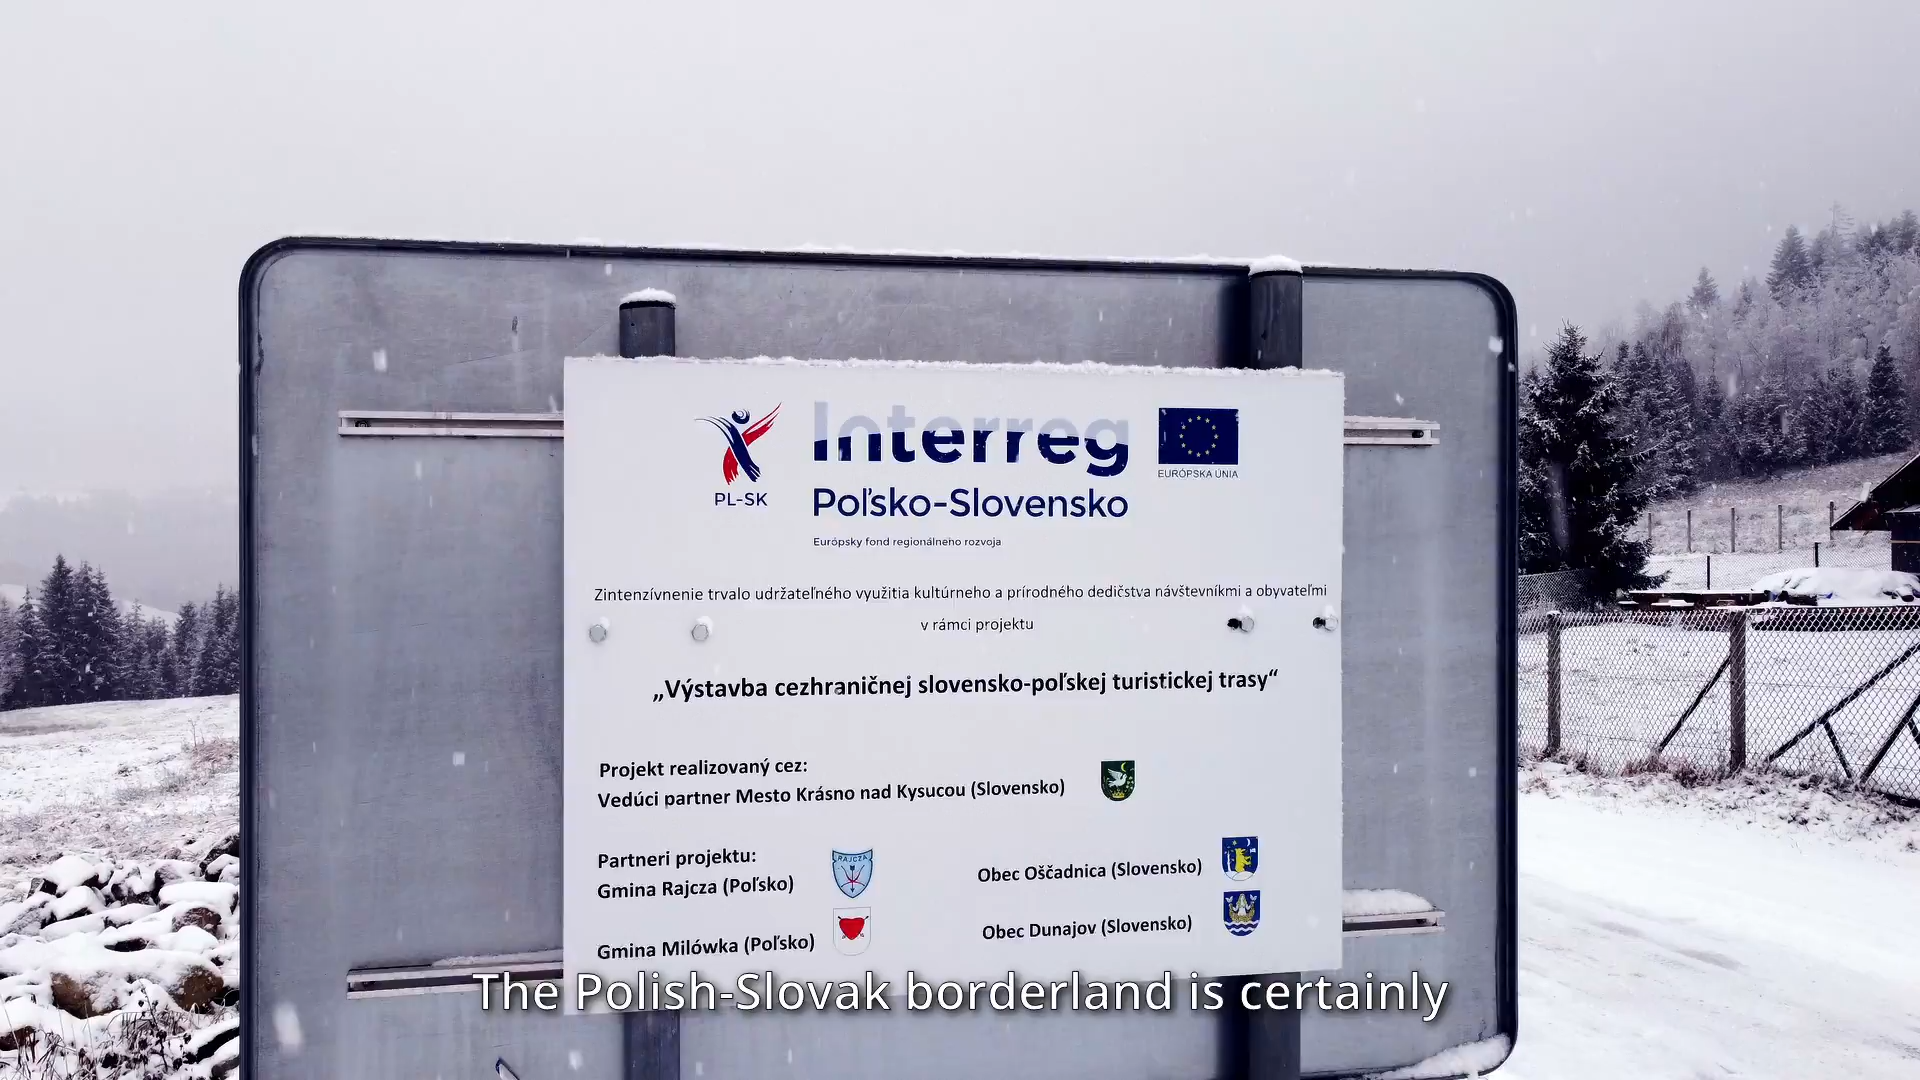 Interreg
PL-SK
EURÓPSKA ÚNIA
Poľsko-Slovensko
Európsky fond regionálneho rozvoja
Zintenzívnenie trvalo udržateľného využitia kultúrneho a prírodného dedičstva návštevníkmi a obyvateľmi
v rámci projektu
„Výstavba cezhraničnej slovensko-poľskej turistickej trasy“
Projekt realizovaný cez:
Vedúci partner Mesto Krásno nad Kysucou (Slovensko)
Partneri projektu:
Gmina Rajcza (Poľsko)
RAJCZA
Obec Oščadnica (Slovensko)
Gmina Milówka (Poľsko)
Obec Dunajov (Slovensko)
The Polish-Slovak borderland is certainly